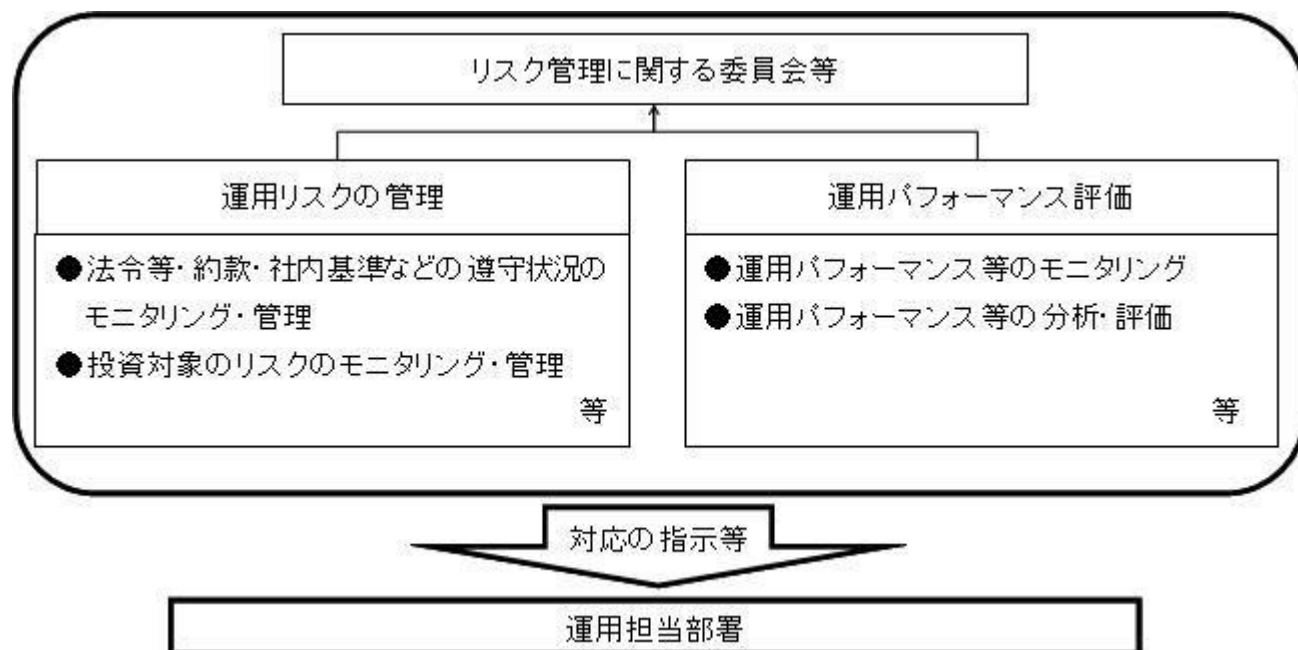 リスク管理に関する委員会等
運用リスクの管理
●法令等・約款・社内基準などの遵守状況の
モニタリング・管理
●投資対象のリスクのモニタリング・管理
等
運用パフォーマンス評価
●運用パフォーマンス等のモニタリング
●運用パフォーマンス等の分析・評価
等
対応の指示等
運用担当部署